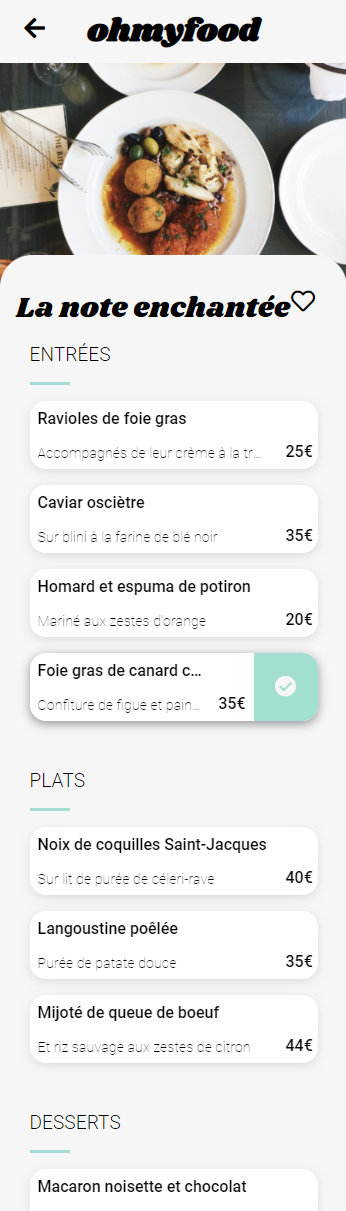 ohmyfood
La note enchantée
ENTRÉES
Ravioles de foie gras
Accompagnés de leur crème à la tr... 25€
Caviar osciètre
Sur blini à la farine de blé noir 35€
Homard et espuma de potiron
Mariné aux zestes d'orange 20€
Foie gras de canard c...
Confiture de figue et pain... 35€
PLATS
Noix de coquilles Saint-Jacques
Sur lit de purée de céleri-rave 40€
Langoustine poêlée
Purée de patate douce 35€
Mijoté de queue de boeuf
Et riz sauvage aux zestes de citron 44€
DESSERTS
Macaron noisette et chocolat